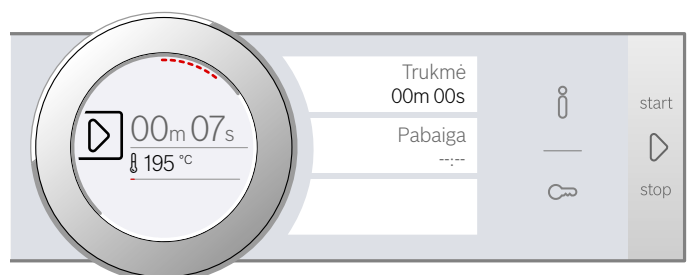 00m 07s
195 °C
Trukmė
00m 00s
Pabaiga
--:--
start
stop